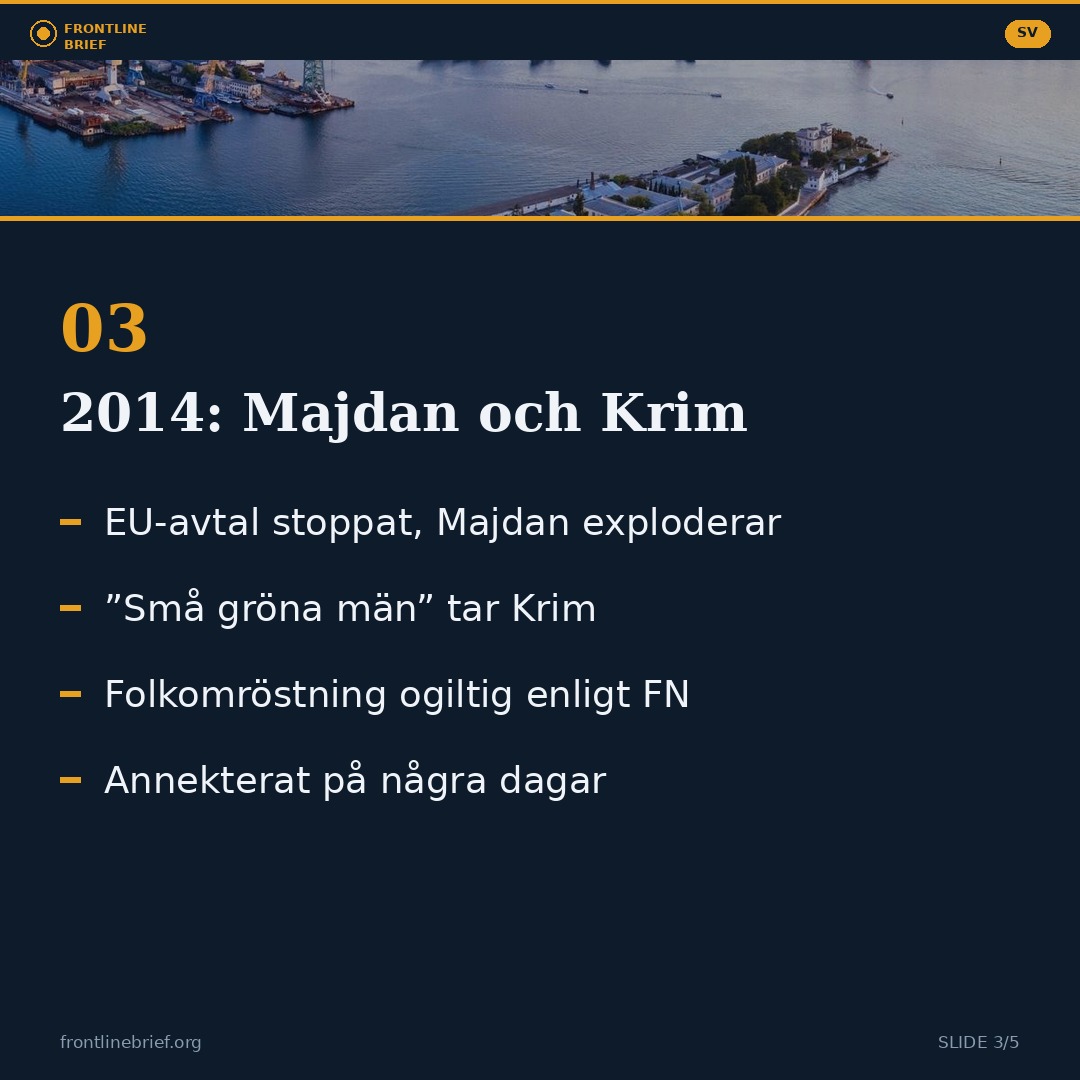 FRONTLINE
BRIEF
SV
03
2014: Majdan och Krim
EU-avtal stoppat, Majdan exploderar
”Små gröna män” tar Krim
Folkomröstning ogiltig enligt FN
Annekterat på några dagar
frontlinebrief.org
SLIDE 3/5